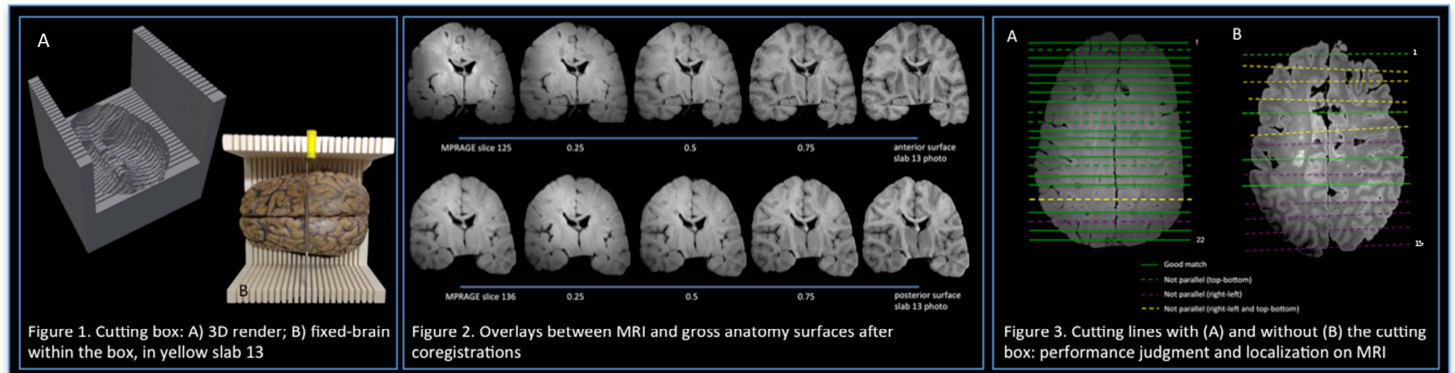 A
B
Figure 1. Cutting box: A) 3D render; B) fixed-brain
within the box, in yellow slab 13
MPRAGE slice 125
0.25
0.5
0.75
anterior surface
slab 13 photo
MPRAGE slice 136
0.25
0.5
0.75
posterior surface
slab 13 photo
Figure 2. Overlays between MRI and gross anatomy surfaces after
coregistrations
A
B
1
22
1
15
Good match
Not parallel (top-bottom)
Not parallel (right-left)
Not parallel (right-left and top-bottom)
Figure 3. Cutting lines with (A) and without (B) the cutting
box: performance judgment and localization on MRI